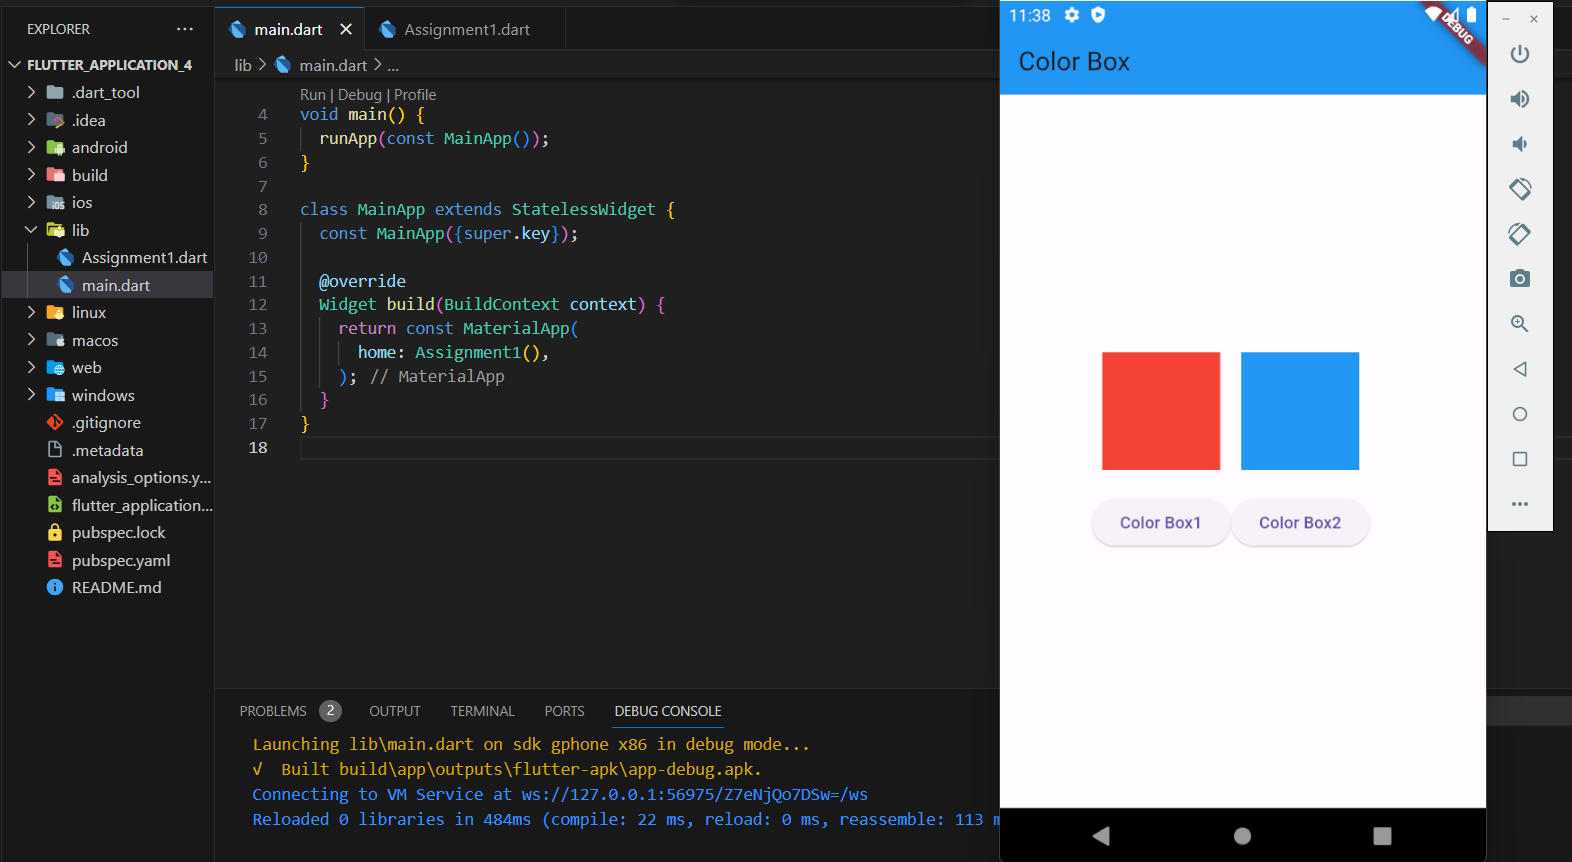 EXPLORER
FLUTTER_APPLICATION_4
.dart_tool
.idea
android
build
ios
lib
Assignment1.dart
main.dart
linux
macos
web
windows
.gitignore
.metadata
analysis_options.y...
flutter_application...
pubspec.lock
pubspec.yaml
README.md
main.dart
Assignment1.dart
lib > main.dart > ...
Run | Debug | Profile
4 void main() {
5 runApp(const MainApp());
6 }
7
8 class MainApp extends StatelessWidget {
9 const MainApp({super.key});
10
11 @override
12 Widget build(BuildContext context) {
13 return const MaterialApp(
14 home: Assignment1(),
15 ); // MaterialApp
16 }
17 }
18
PROBLEMS 2 OUTPUT TERMINAL PORTS DEBUG CONSOLE
Launching lib\main.dart on sdk gphone x86 in debug mode...
√ Built build\app\outputs\flutter-apk\app-debug.apk.
Connecting to VM Service at ws://127.0.0.1:56975/Z7eNjQo7DSw=/ws
Reloaded 0 libraries in 484ms (compile: 22 ms, reload: 0 ms, reassemble: 113 m
11:38
DEBUG
Color Box
Color Box1
Color Box2